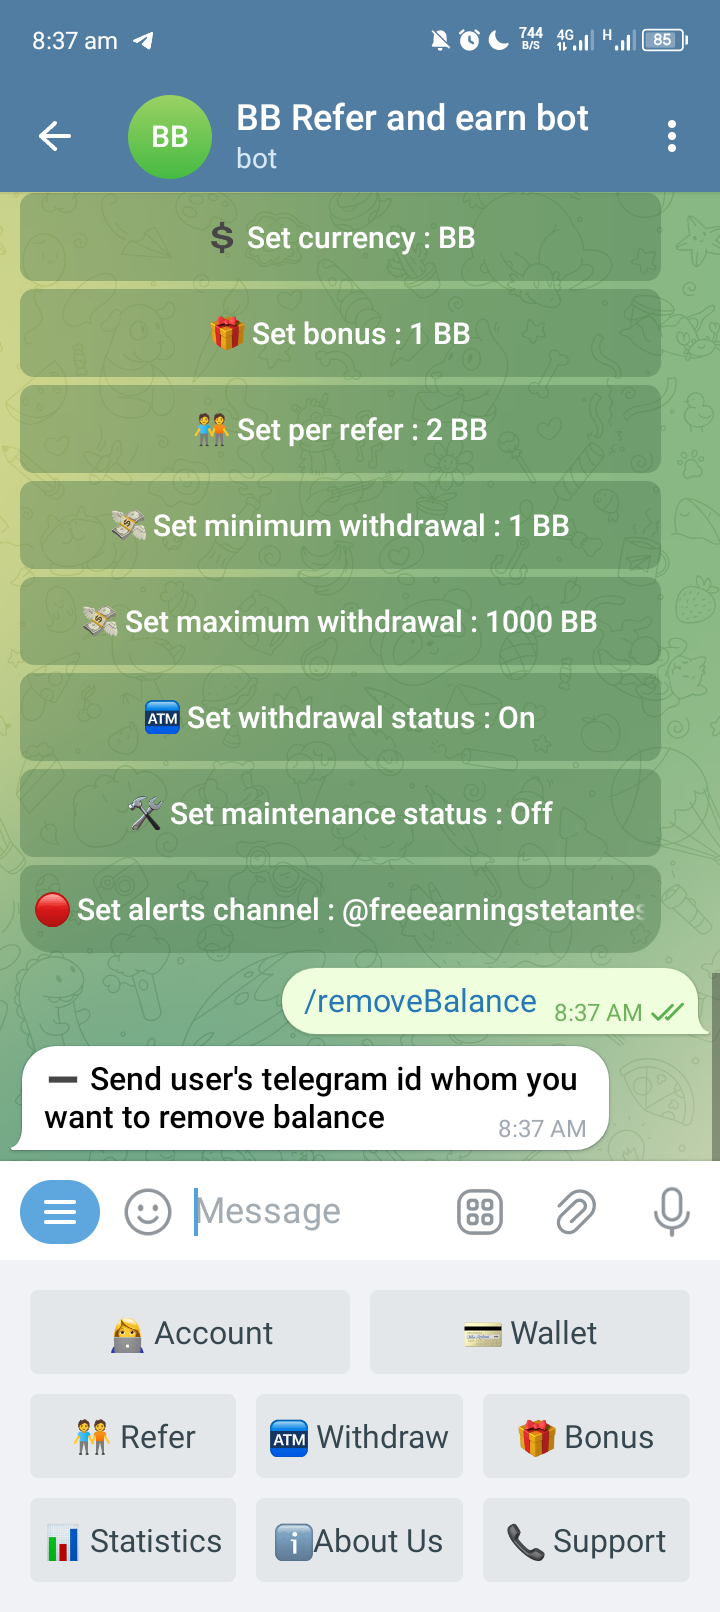 8:37 am
744
B/S
4G
H
85
BB
BB Refer and earn bot
bot
$ Set currency : BB
Set bonus : 1 BB
Set per refer : 2 BB
Set minimum withdrawal : 1 BB
Set maximum withdrawal : 1000 BB
ATM Set withdrawal status : On
Set maintenance status : Off
Set alerts channel : @freeearningstetantes
/removeBalance
8:37 AM
➖ Send user's telegram id whom you
want to remove balance
8:37 AM
Message
Account
Wallet
Refer
ATM Withdraw
Bonus
Statistics
About Us
Support